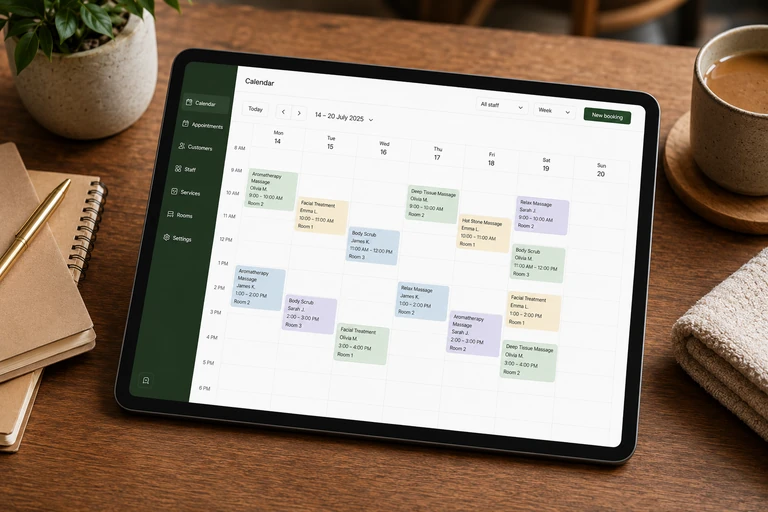 Calendar
Calendar
Appointments
Customers
Staff
Services
Rooms
Settings
Today
14 – 20 July 2025
All staff
Week
New booking
Mon
14
Tue
15
Wed
16
Thu
17
Fri
18
Sat
19
Sun
20
8 AM
9 AM
10 AM
11 AM
12 PM
1 PM
2 PM
3 PM
4 PM
5 PM
6 PM
Aromatherapy
Massage
Olivia M.
9:00 – 10:00 AM
Room 2
Aromatherapy
Massage
James K.
1:00 – 2:00 PM
Room 2
Facial Treatment
Emma L.
10:00 – 11:00 AM
Room 1
Body Scrub
Sarah J.
2:00 – 3:00 PM
Room 3
Body Scrub
James K.
11:00 AM – 12:00 PM
Room 3
Facial Treatment
Olivia M.
3:00 – 4:00 PM
Room 1
Deep Tissue Massage
Olivia M.
9:00 – 10:00 AM
Room 2
Relax Massage
James K.
1:00 – 2:00 PM
Room 2
Hot Stone Massage
Emma L.
10:00 – 11:00 AM
Room 1
Aromatherapy
Massage
Sarah J.
2:00 – 3:00 PM
Room 2
Relax Massage
Sarah J.
9:00 – 10:00 AM
Room 2
Body Scrub
Olivia M.
11:00 AM – 12:00 PM
Room 3
Facial Treatment
Emma L.
1:00 – 2:00 PM
Room 1
Deep Tissue Massage
Olivia M.
3:00 – 4:00 PM
Room 2